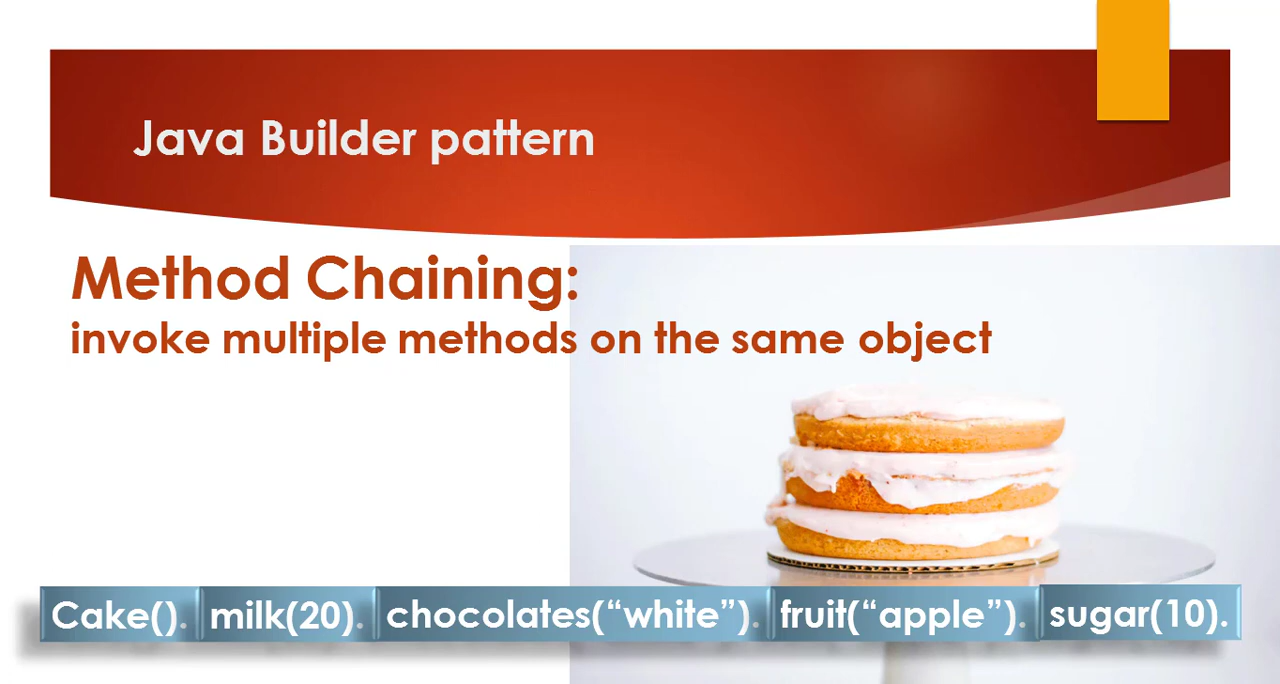 Java Builder pattern
Method Chaining:
invoke multiple methods on the same object
Cake(). milk(20). chocolates(“white”). fruit(“apple”). sugar(10).